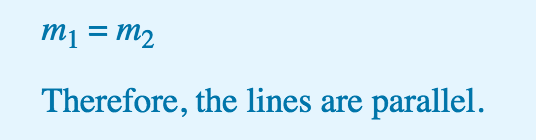 m₁ = m₂
Therefore, the lines are parallel.